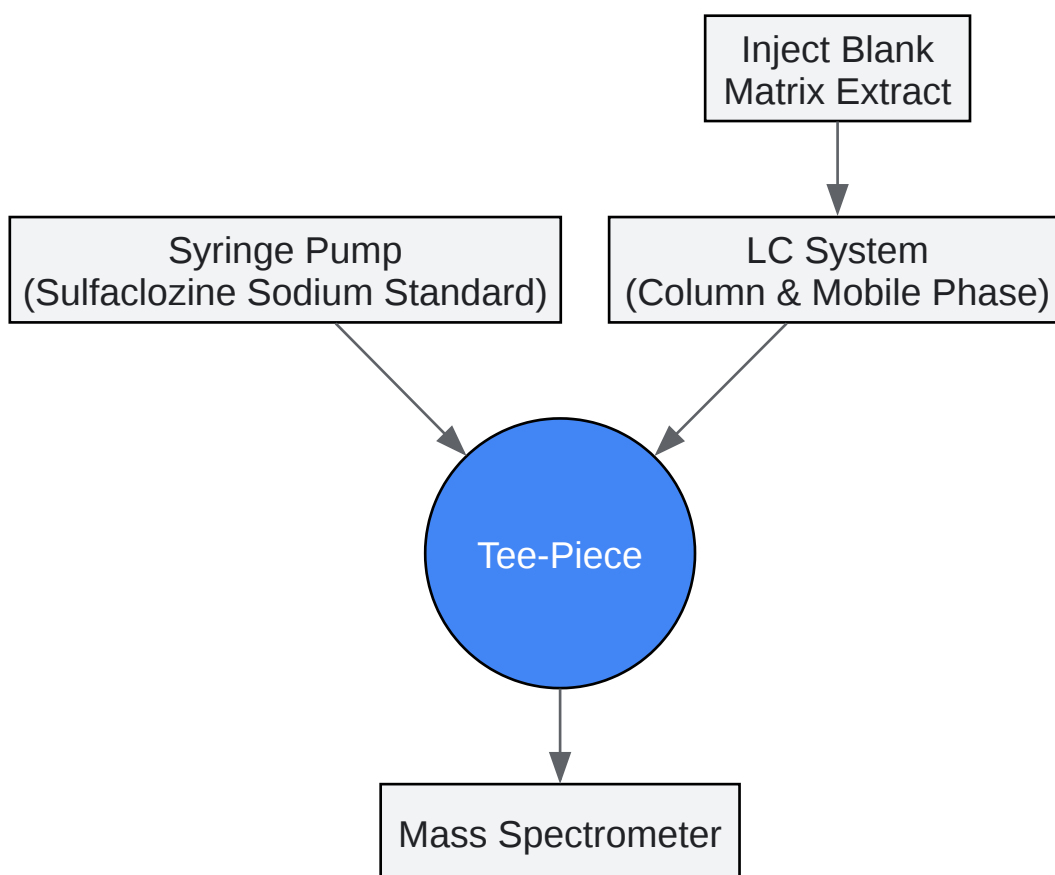 Inject Blank
Matrix Extract
Syringe Pump
(Sulfaclozine Sodium Standard)
LC System
(Column & Mobile Phase)
Tee-Piece
Mass Spectrometer